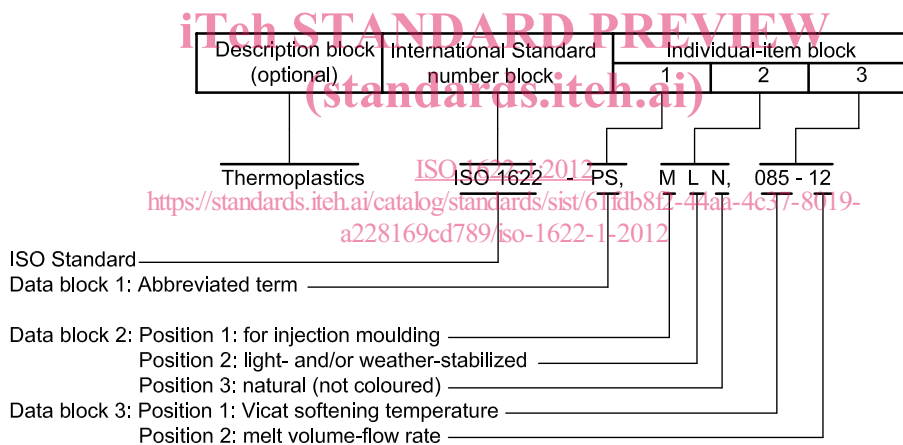 iTeh STANDARD PREVIEW
(standards.iteh.ai)
Description block
(optional)
International Standard
number block
Individual-item block
1 2 3
Thermoplastics ISO 1622 - PS, M L N, 085 - 12
ISO 1622-1:2012
https://standards.iteh.ai/catalog/standards/sist/61fdb8f2-44aa-4c37-8019-
a228169cd789/iso-1622-1-2012
ISO Standard
Data block 1: Abbreviated term
Data block 2: Position 1: for injection moulding
Position 2: light- and/or weather-stabilized
Position 3: natural (not coloured)
Data block 3: Position 1: Vicat softening temperature
Position 2: melt volume-flow rate